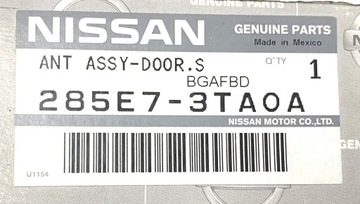 NISSAN
GENUINE PARTS
Made in Mexico
ANT ASSY-DOOR.S
Q'TY 1
BGAFBD
285E7-3TA0A
NISSAN MOTOR CO.,LTD.
U1154